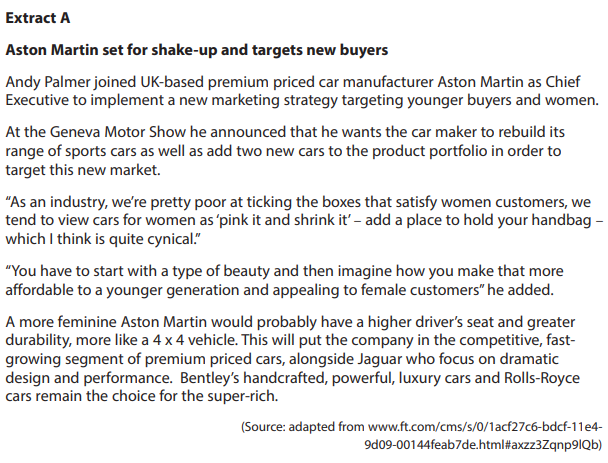 Extract A
Aston Martin set for shake-up and targets new buyers
Andy Palmer joined UK-based premium priced car manufacturer Aston Martin as Chief
Executive to implement a new marketing strategy targeting younger buyers and women.
At the Geneva Motor Show he announced that he wants the car maker to rebuild its
range of sports cars as well as add two new cars to the product portfolio in order to
target this new market.
“As an industry, we’re pretty poor at ticking the boxes that satisfy women customers, we
tend to view cars for women as ‘pink it and shrink it’ – add a place to hold your handbag –
which I think is quite cynical.”
“You have to start with a type of beauty and then imagine how you make that more
affordable to a younger generation and appealing to female customers” he added.
A more feminine Aston Martin would probably have a higher driver’s seat and greater
durability, more like a 4 x 4 vehicle. This will put the company in the competitive, fast-
growing segment of premium priced cars, alongside Jaguar who focus on dramatic
design and performance.  Bentley’s handcrafted, powerful, luxury cars and Rolls-Royce
cars remain the choice for the super-rich.
(Source: adapted from www.ft.com/cms/s/0/1acf27c6-bdcf-11e4-
9d09-00144feab7de.html#axzz3Zqnp9lQb)